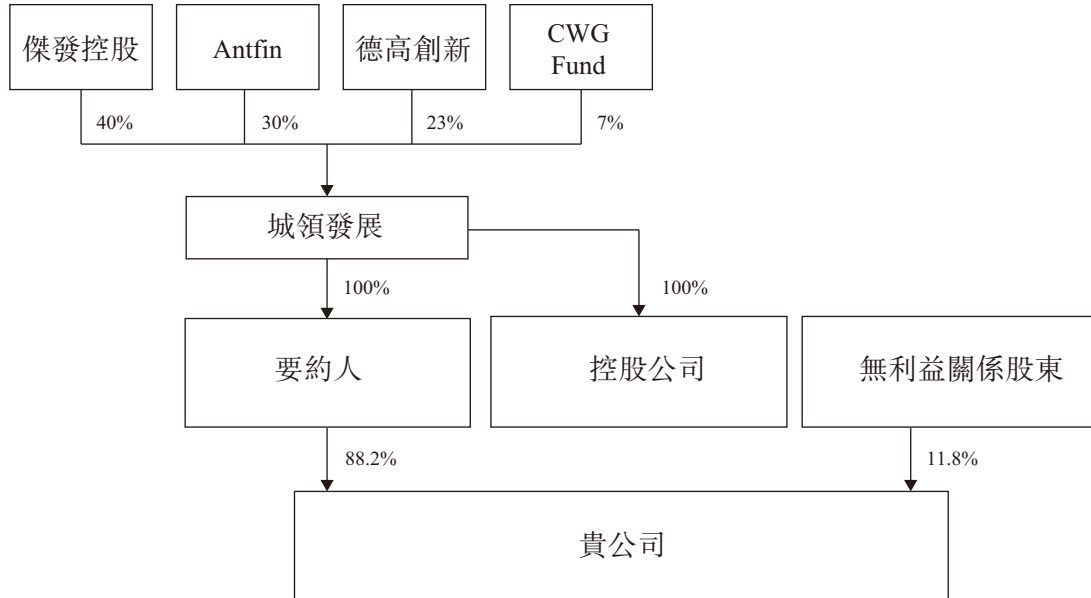 傑發控股
Antfin
德高創新
CWG
Fund
40%
30%
23%
7%
城領發展
100%
100%
要約人
控股公司
無利益關係股東
88.2%
11.8%
貴公司